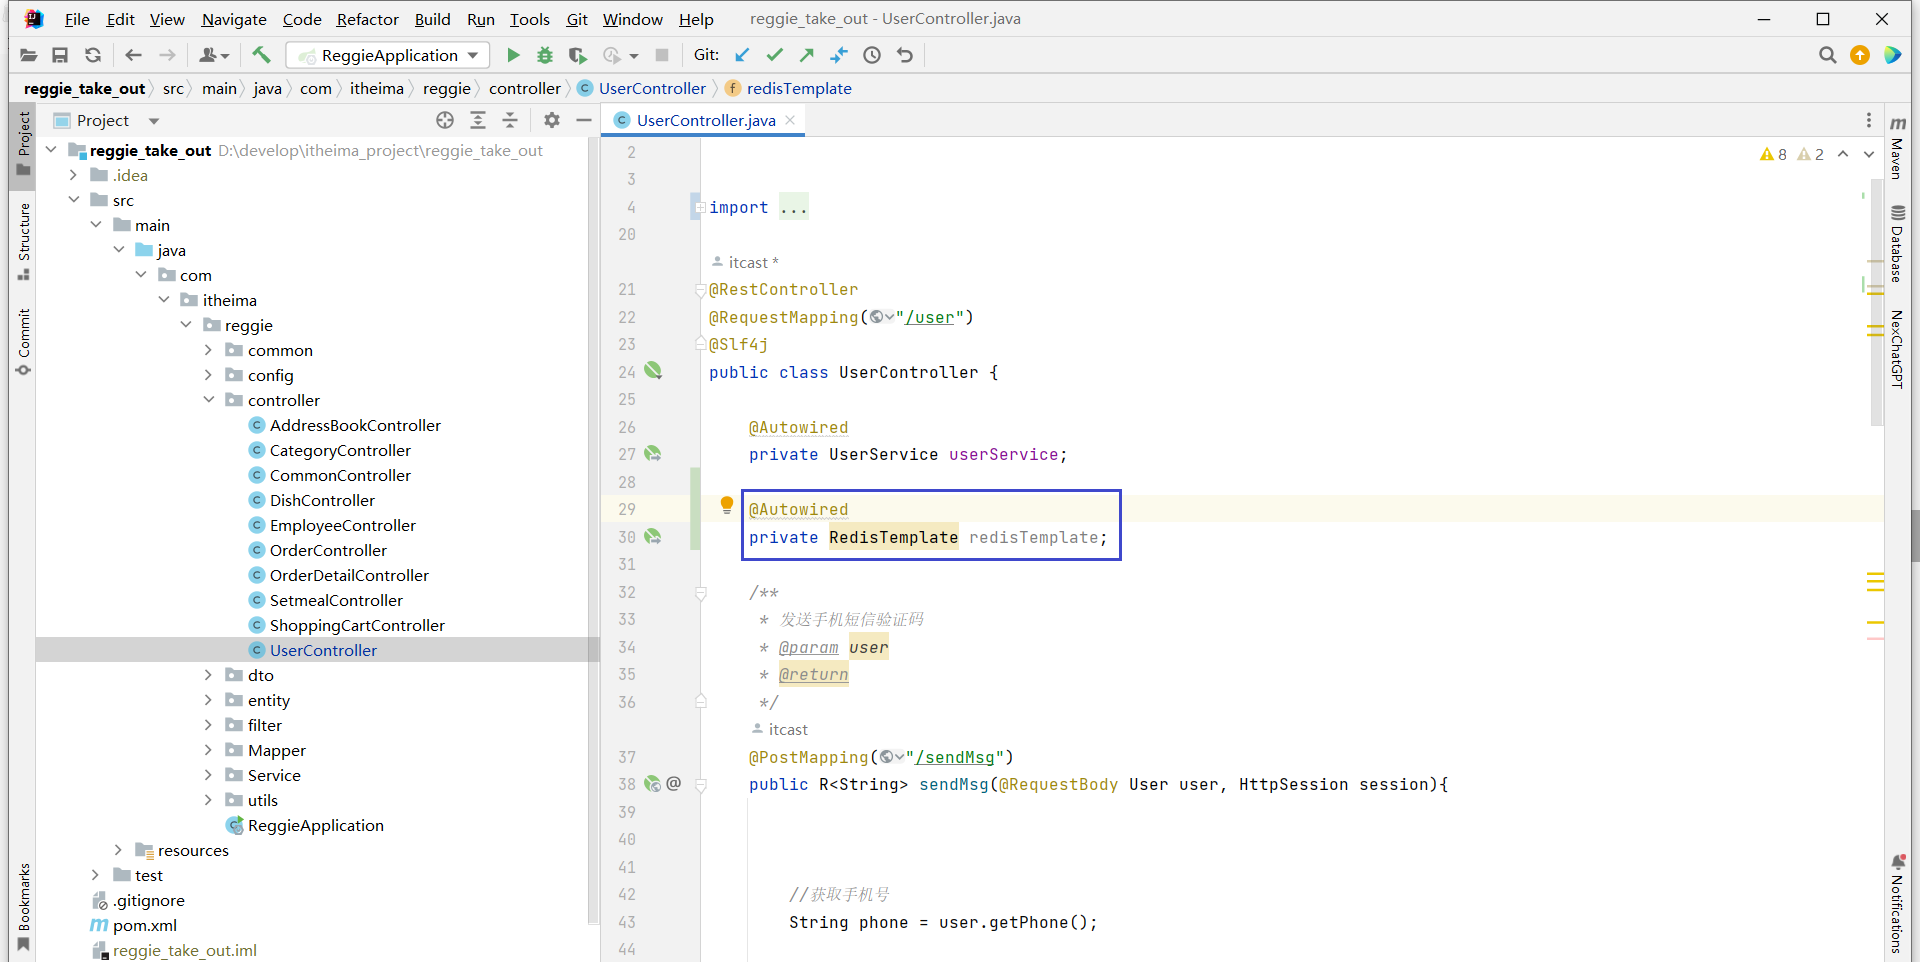 File Edit View Navigate Code Refactor Build Run Tools Git Window Help reggie_take_out - UserController.java
ReggieApplication Git:
reggie_take_out src main java com itheima reggie controller UserController redisTemplate
Project
UserController.java
reggie_take_out D:\develop\itheima_project\reggie_take_out
.idea
src
main
java
com
itheima
reggie
common
config
controller
AddressBookController
CategoryController
CommonController
DishController
EmployeeController
OrderController
OrderDetailController
SetmealController
ShoppingCartController
UserController
dto
entity
filter
Mapper
Service
utils
ReggieApplication
resources
test
.gitignore
pom.xml
reggie_take_out.iml
Project
Structure
Commit
Bookmarks
8 2
2
3
4 import ...
20
itcast *
21 @RestController
22 @RequestMapping("/user")
23 @Slf4j
24 public class UserController {
25
26 @Autowired
27 private UserService userService;
28
29 @Autowired
30 private RedisTemplate redisTemplate;
31
32 /**
33 * 发送手机短信验证码
34 * @param user
35 * @return
36 */
itcast
37 @PostMapping("/sendMsg")
38 @ public R<String> sendMsg(@RequestBody User user, HttpSession session){
39
40
41
42 //获取手机号
43 String phone = user.getPhone();
44
m Maven
Database
NexChatGPT
Notifications